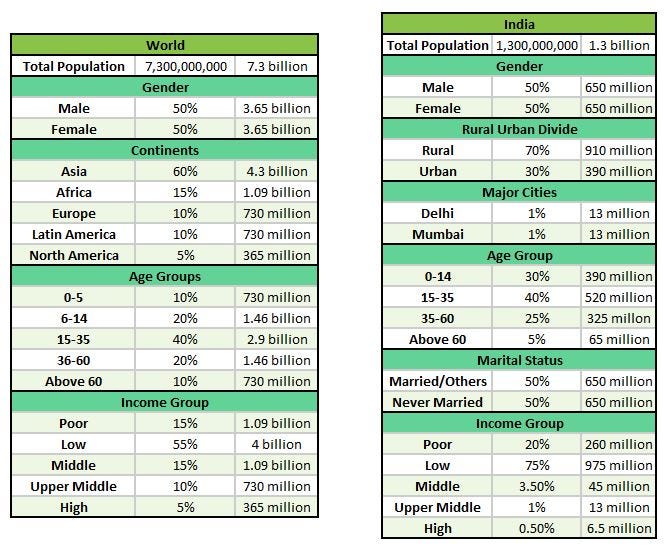 World
Total Population 7,300,000,000 7.3 billion
Gender
Male 50% 3.65 billion
Female 50% 3.65 billion
Continents
Asia 60% 4.3 billion
Africa 15% 1.09 billion
Europe 10% 730 million
Latin America 10% 730 million
North America 5% 365 million
Age Groups
0-5 10% 730 million
6-14 20% 1.46 billion
15-35 40% 2.9 billion
36-60 20% 1.46 billion
Above 60 10% 730 million
Income Group
Poor 15% 1.09 billion
Low 55% 4 billion
Middle 15% 1.09 billion
Upper Middle 10% 730 million
High 5% 365 million
India
Total Population 1,300,000,000 1.3 billion
Gender
Male 50% 650 million
Female 50% 650 million
Rural Urban Divide
Rural 70% 910 million
Urban 30% 390 million
Major Cities
Delhi 1% 13 million
Mumbai 1% 13 million
Age Group
0-14 30% 390 million
15-35 40% 520 million
35-60 25% 325 millon
Above 60 5% 65 million
Marital Status
Married/Others 50% 650 million
Never Married 50% 650 million
Income Group
Poor 20% 260 million
Low 75% 975 million
Middle 3.50% 45 million
Upper Middle 1% 13 million
High 0.50% 6.5 million